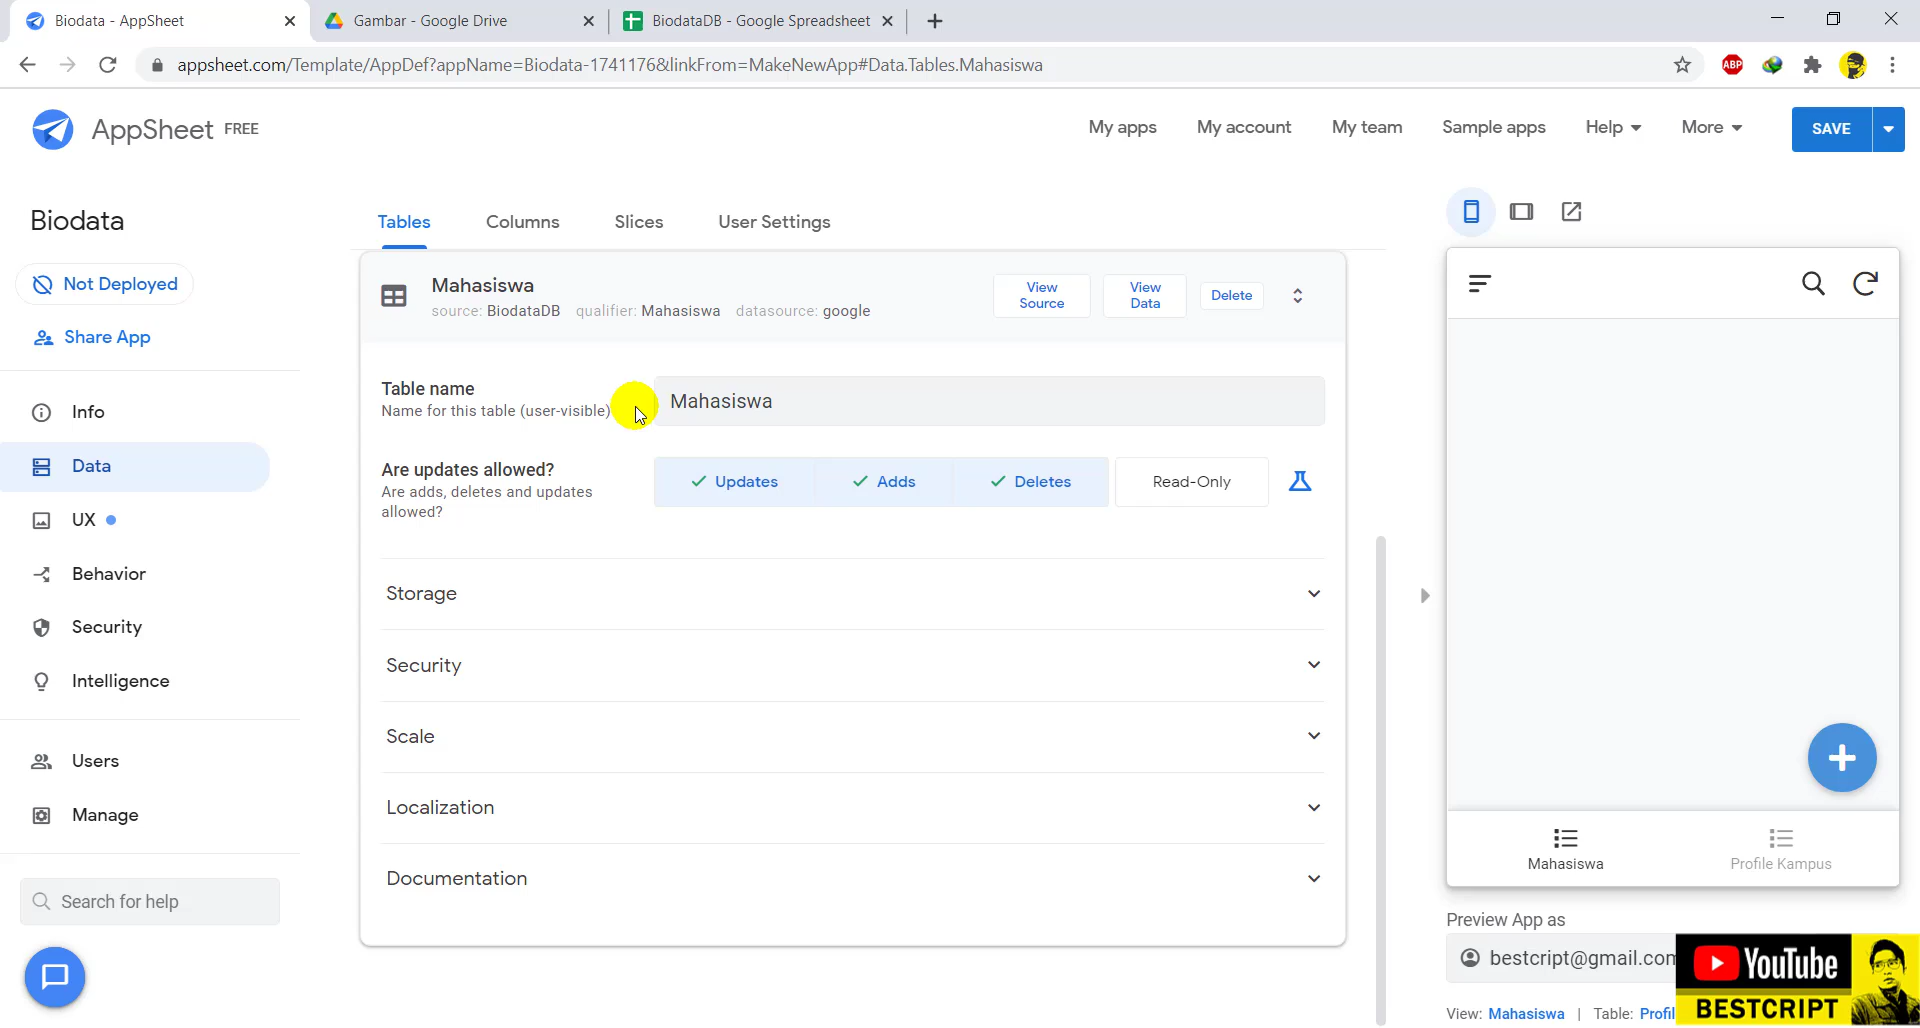 Biodata - AppSheet
Gambar - Google Drive
BiodataDB - Google Spreadsheet
appsheet.com/Template/AppDef?appName=Biodata-1741176&linkFrom=MakeNewApp#Data.Tables.Mahasiswa
ABP
AppSheet FREE
My apps
My account
My team
Sample apps
Help
More
SAVE
Biodata
Not Deployed
Share App
Info
Data
UX
Behavior
Security
Intelligence
Users
Manage
Search for help
Tables
Columns
Slices
User Settings
Mahasiswa
source: BiodataDB qualifier: Mahasiswa datasource: google
View
Source
View
Data
Delete
Table name
Name for this table (user-visible)
Mahasiswa
Are updates allowed?
Are adds, deletes and updates
allowed?
Updates
Adds
Deletes
Read-Only
Storage
Security
Scale
Localization
Documentation
Mahasiswa
Profile Kampus
Preview App as
bestcript@gmail.com
View: Mahasiswa | Table: Profil
YouTube
BESTCRIPT